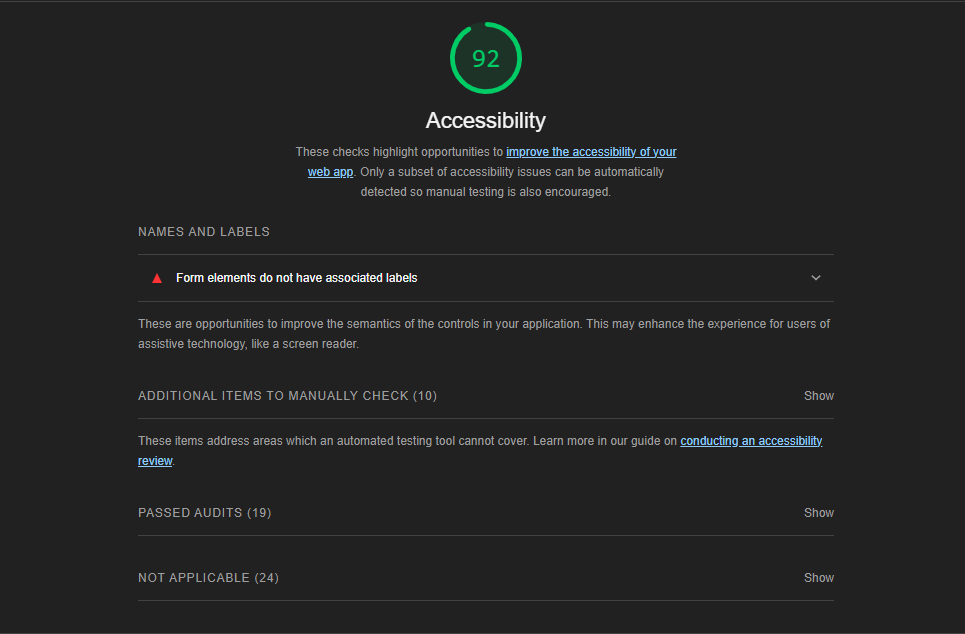 92
Accessibility
These checks highlight opportunities to improve the accessibility of your
web app. Only a subset of accessibility issues can be automatically
detected so manual testing is also encouraged.
NAMES AND LABELS
Form elements do not have associated labels
These are opportunities to improve the semantics of the controls in your application. This may enhance the experience for users of
assistive technology, like a screen reader.
ADDITIONAL ITEMS TO MANUALLY CHECK (10) Show
These items address areas which an automated testing tool cannot cover. Learn more in our guide on conducting an accessibility
review.
PASSED AUDITS (19) Show
NOT APPLICABLE (24) Show